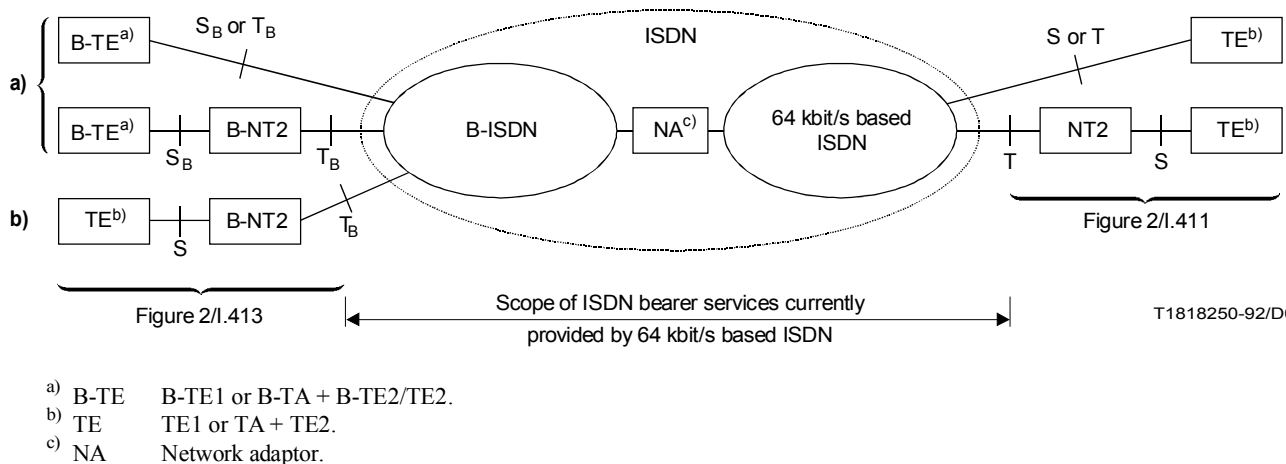 ISDN
S_B or T_B
S or T
B-TE a)
TE b)
a)
B-TE a)
B-NT2
B-ISDN
NA c)
64 kbit/s based
ISDN
NT2
TE b)
S_B
T_B
T
S
b)
TE b)
B-NT2
T_B
S
Figure 2/I.411
Figure 2/I.413
Scope of ISDN bearer services currently
provided by 64 kbit/s based ISDN
T1818250-92/D
a) B-TE B-TE1 or B-TA + B-TE2/TE2.
b) TE TE1 or TA + TE2.
c) NA Network adaptor.